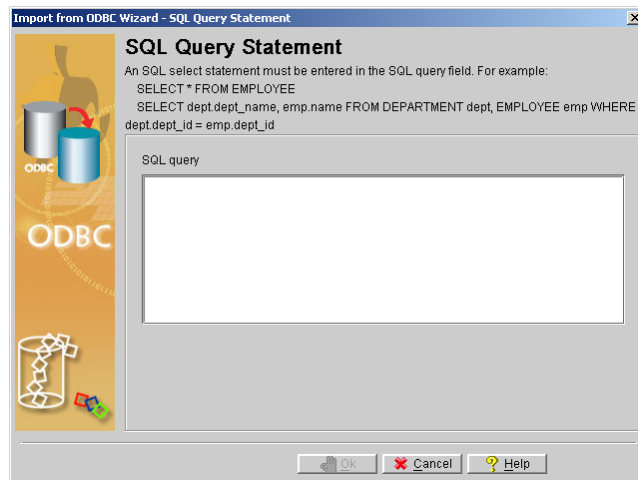 Import from ODBC Wizard - SQL Query Statement
SQL Query Statement
An SQL select statement must be entered in the SQL query field. For example:
SELECT * FROM EMPLOYEE
SELECT dept.dept_name, emp.name FROM DEPARTMENT dept, EMPLOYEE emp WHERE
dept.dept_id = emp.dept_id
SQL query
ODBC
ODBC
Ok
Cancel
Help